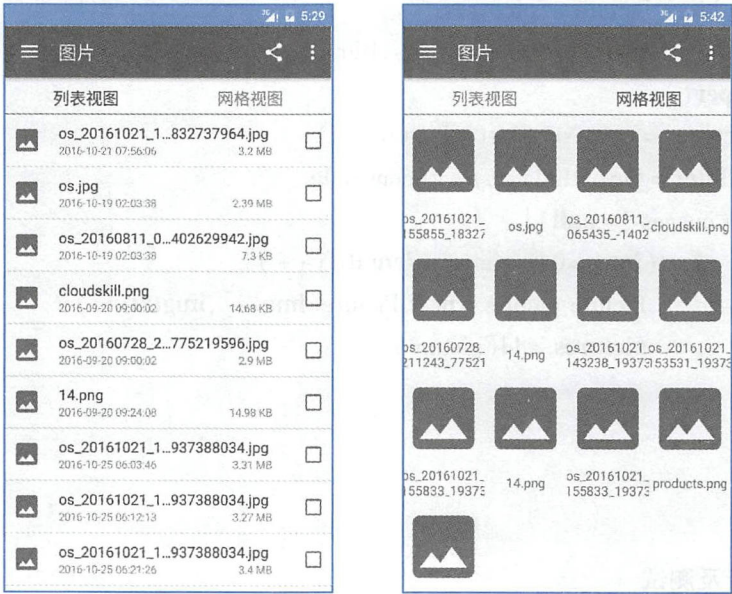 5:29
图片
列表视图 网格视图
os_20161021_1...832737964.jpg
2016-10-21 07:56:06 3.2 MB
os.jpg
2016-10-19 02:03:38 2.39 MB
os_20160811_0...402629942.jpg
2016-10-19 02:03:38 7.3 KB
cloudskill.png
2016-09-20 09:00:02 14.68 KB
os_20160728_2...775219596.jpg
2016-09-20 09:00:02 2.9 MB
14.png
2016-09-20 09:24:08 14.98 KB
os_20161021_1...937388034.jpg
2016-10-25 06:03:46 3.31 MB
os_20161021_1...937388034.jpg
2016-10-25 06:12:13 3.27 MB
os_20161021_1...937388034.jpg
2016-10-25 06:21:26 3.4 MB
5:42
图片
列表视图 网格视图
os_20161021_ os.jpg os_20160811_ cloudskill.png
155855_18327 065435_-1402
os_20160728_ 14.png os_20161021_ os_20161021_
211243_77521 143238_19373 153531_19373
os_20161021_ 14.png os_20161021_ products.png
155833_19373 155833_19373